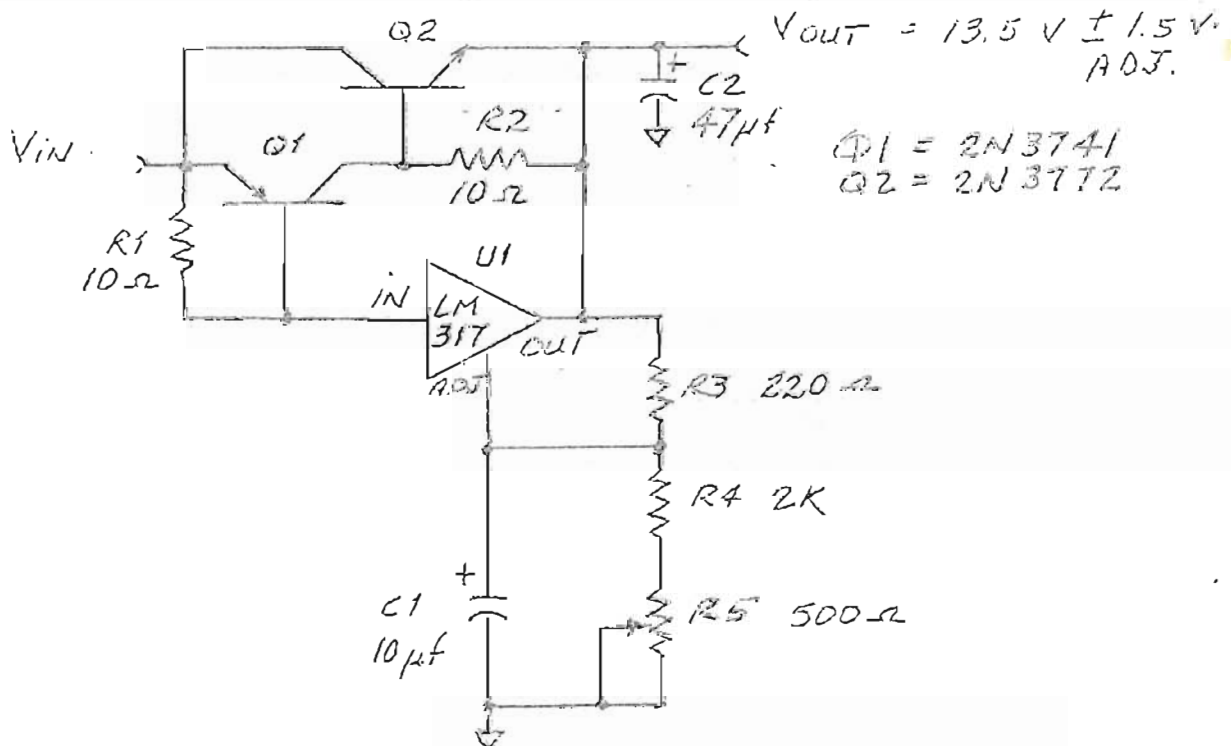 Q2
VOUT = 13.5 V ± 1.5 V.
ADJ.
C2
47μf
+
R2
10Ω
VIN
Q1
Q1 = 2N3741
Q2 = 2N3772
R1
10Ω
U1
iN
LM
317
OUT
ADJ
R3 220Ω
R4 2K
+
C1
10μf
R5 500Ω